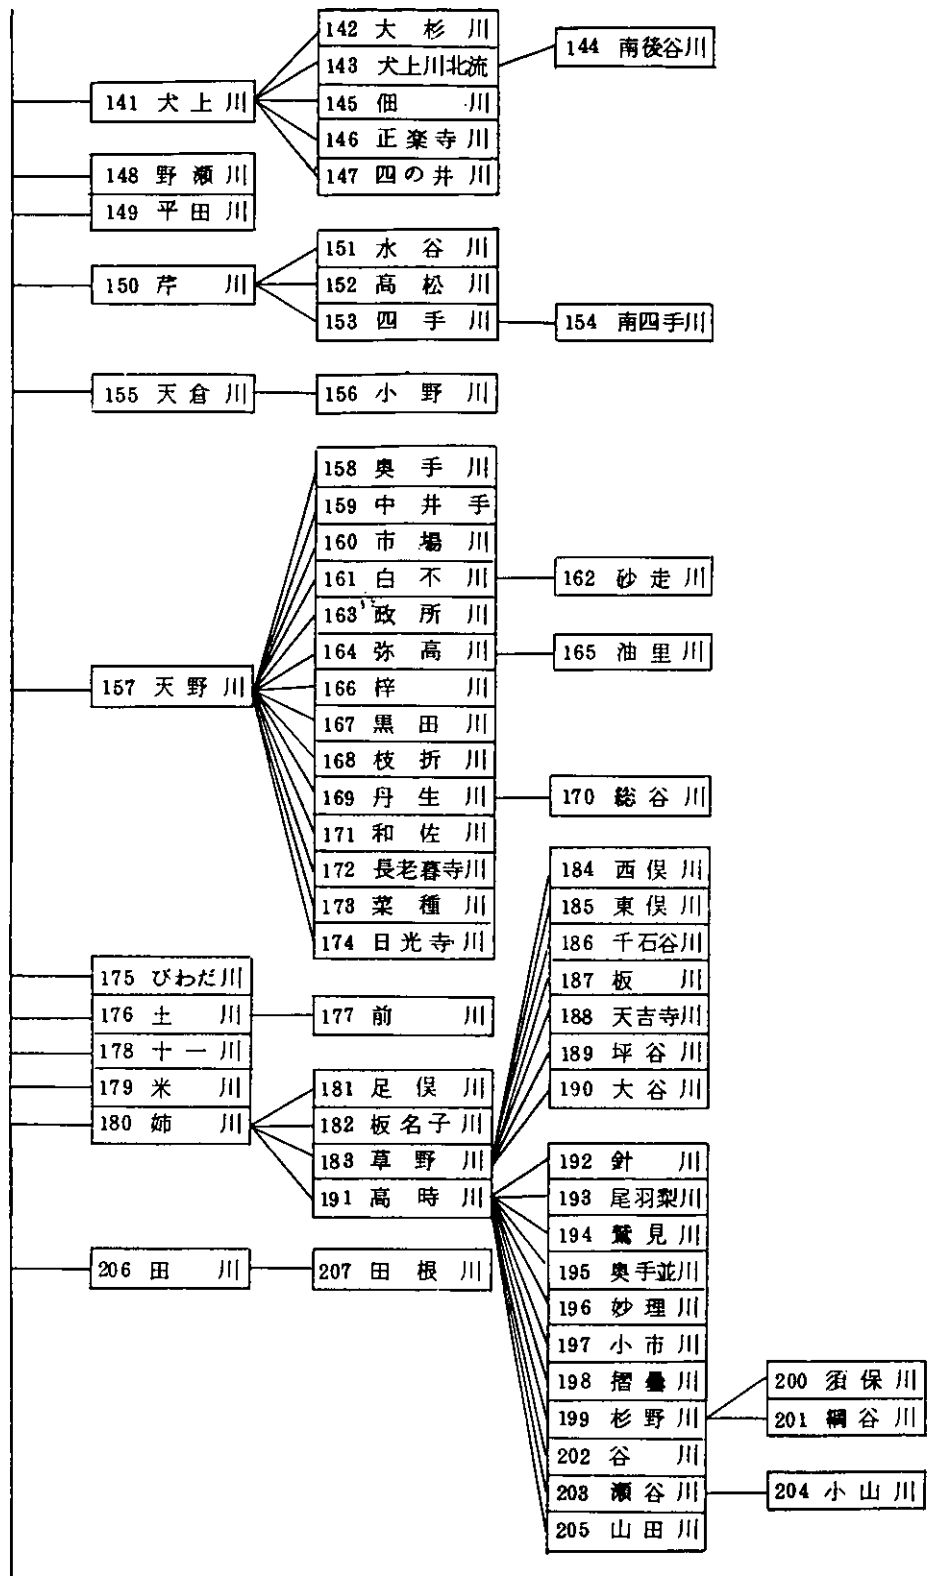 141 犬上川
142 大杉川
143 犬上川北流
144 南後谷川
145 佃川
146 正楽寺川
147 四の井川
148 野瀬川
149 平田川
150 芹川
151 水谷川
152 高松川
153 四手川
154 南四手川
155 天倉川
156 小野川
157 天野川
158 奥手川
159 中井手
160 市場川
161 白不川
162 砂走川
163 政所川
164 弥高川
165 油里川
166 梓川
167 黒田川
168 枝折川
169 丹生川
170 総谷川
171 和佐川
172 長老暮寺川
173 菜種川
174 日光寺川
175 びわだ川
176 土川
177 前川
178 十一川
179 米川
180 姉川
181 足俣川
182 板名子川
183 草野川
184 西俣川
185 東俣川
186 千石谷川
187 板川
188 天吉寺川
189 坪谷川
190 大谷川
191 高時川
192 針川
193 尾羽梨川
194 鷲見川
195 奥手並川
196 妙理川
197 小市川
198 摺曇川
199 杉野川
200 須保川
201 綱谷川
202 谷川
203 瀬谷川
204 小山川
205 山田川
206 田川
207 田根川